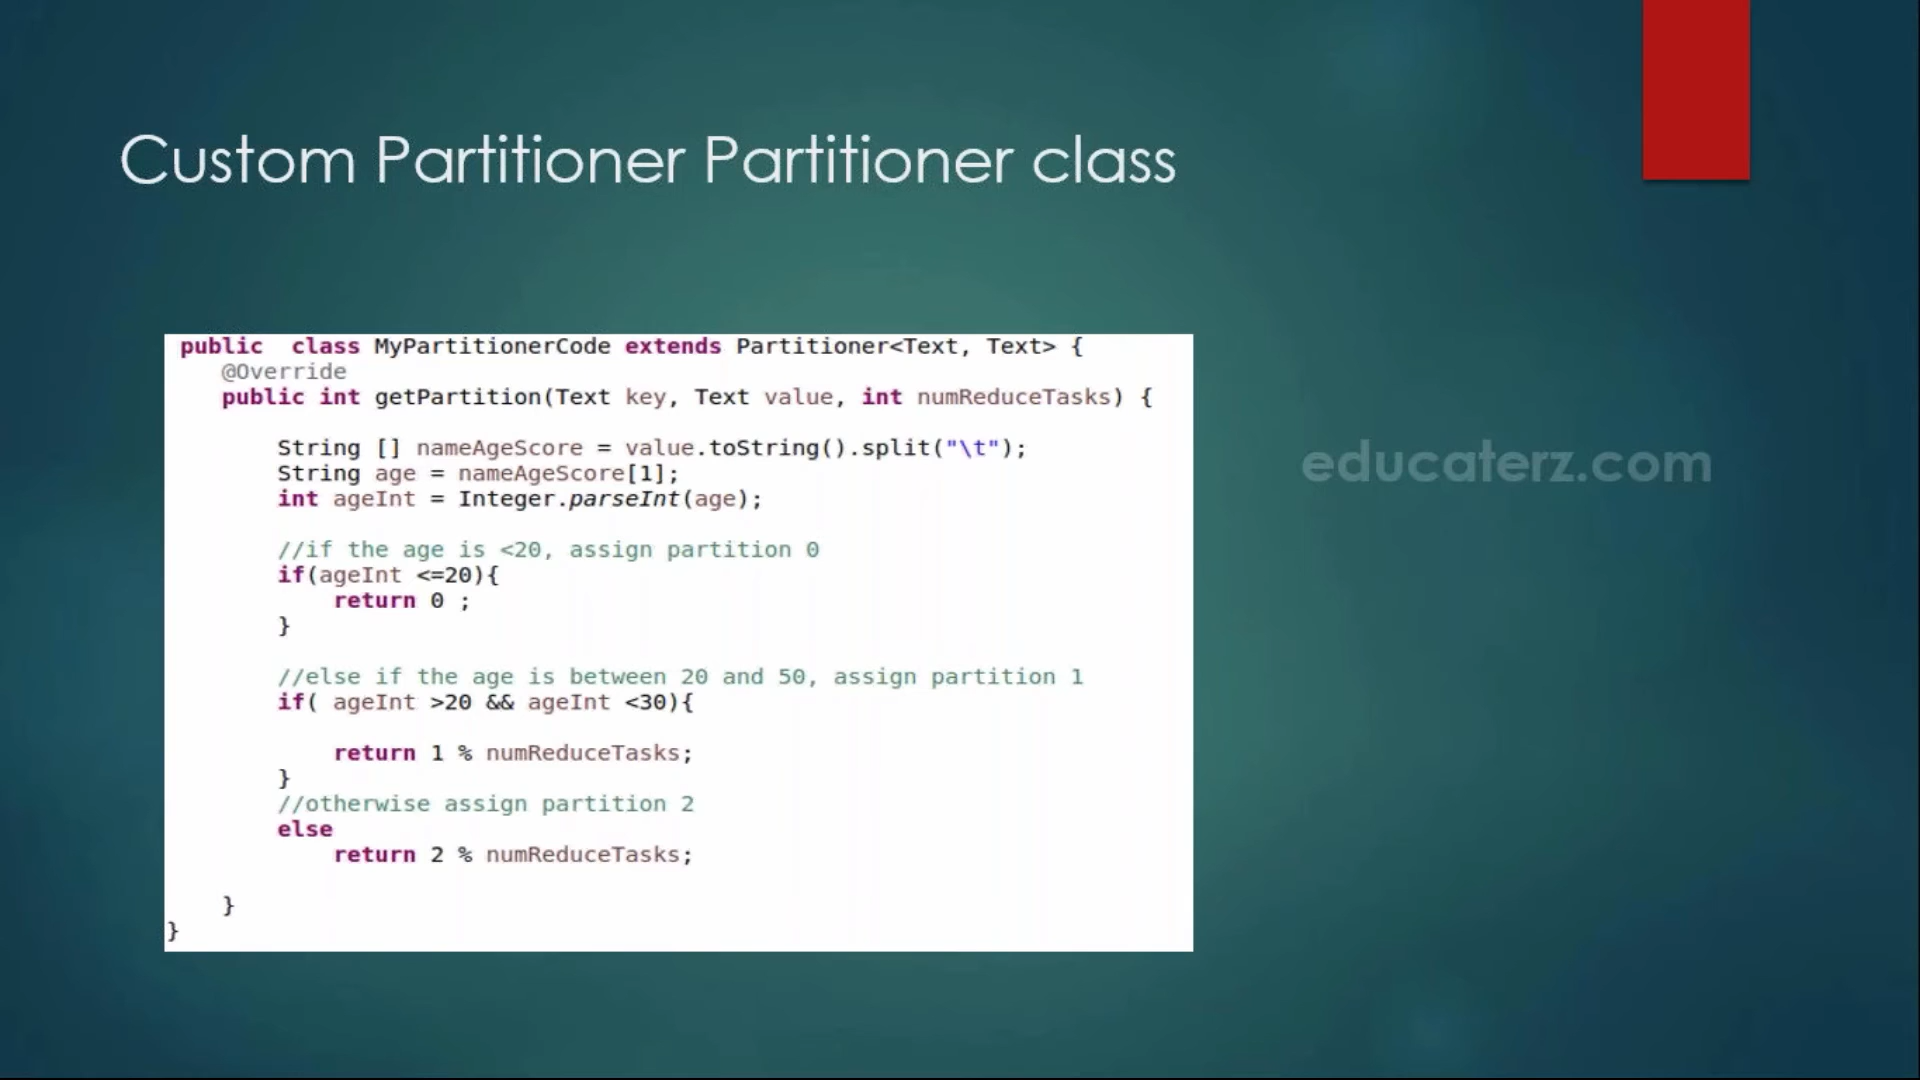 Custom Partitioner Partitioner class
public  class MyPartitionerCode extends Partitioner<Text, Text> {
@Override
public int getPartition(Text key, Text value, int numReduceTasks) {
String [] nameAgeScore = value.toString().split("\t");
String age = nameAgeScore[1];
int ageInt = Integer.parseInt(age);
//if the age is <20, assign partition 0
if(ageInt <=20){
return 0 ;
}
//else if the age is between 20 and 50, assign partition 1
if( ageInt >20 && ageInt <30){
return 1 % numReduceTasks;
}
//otherwise assign partition 2
else
return 2 % numReduceTasks;
}
}
educaterz.com